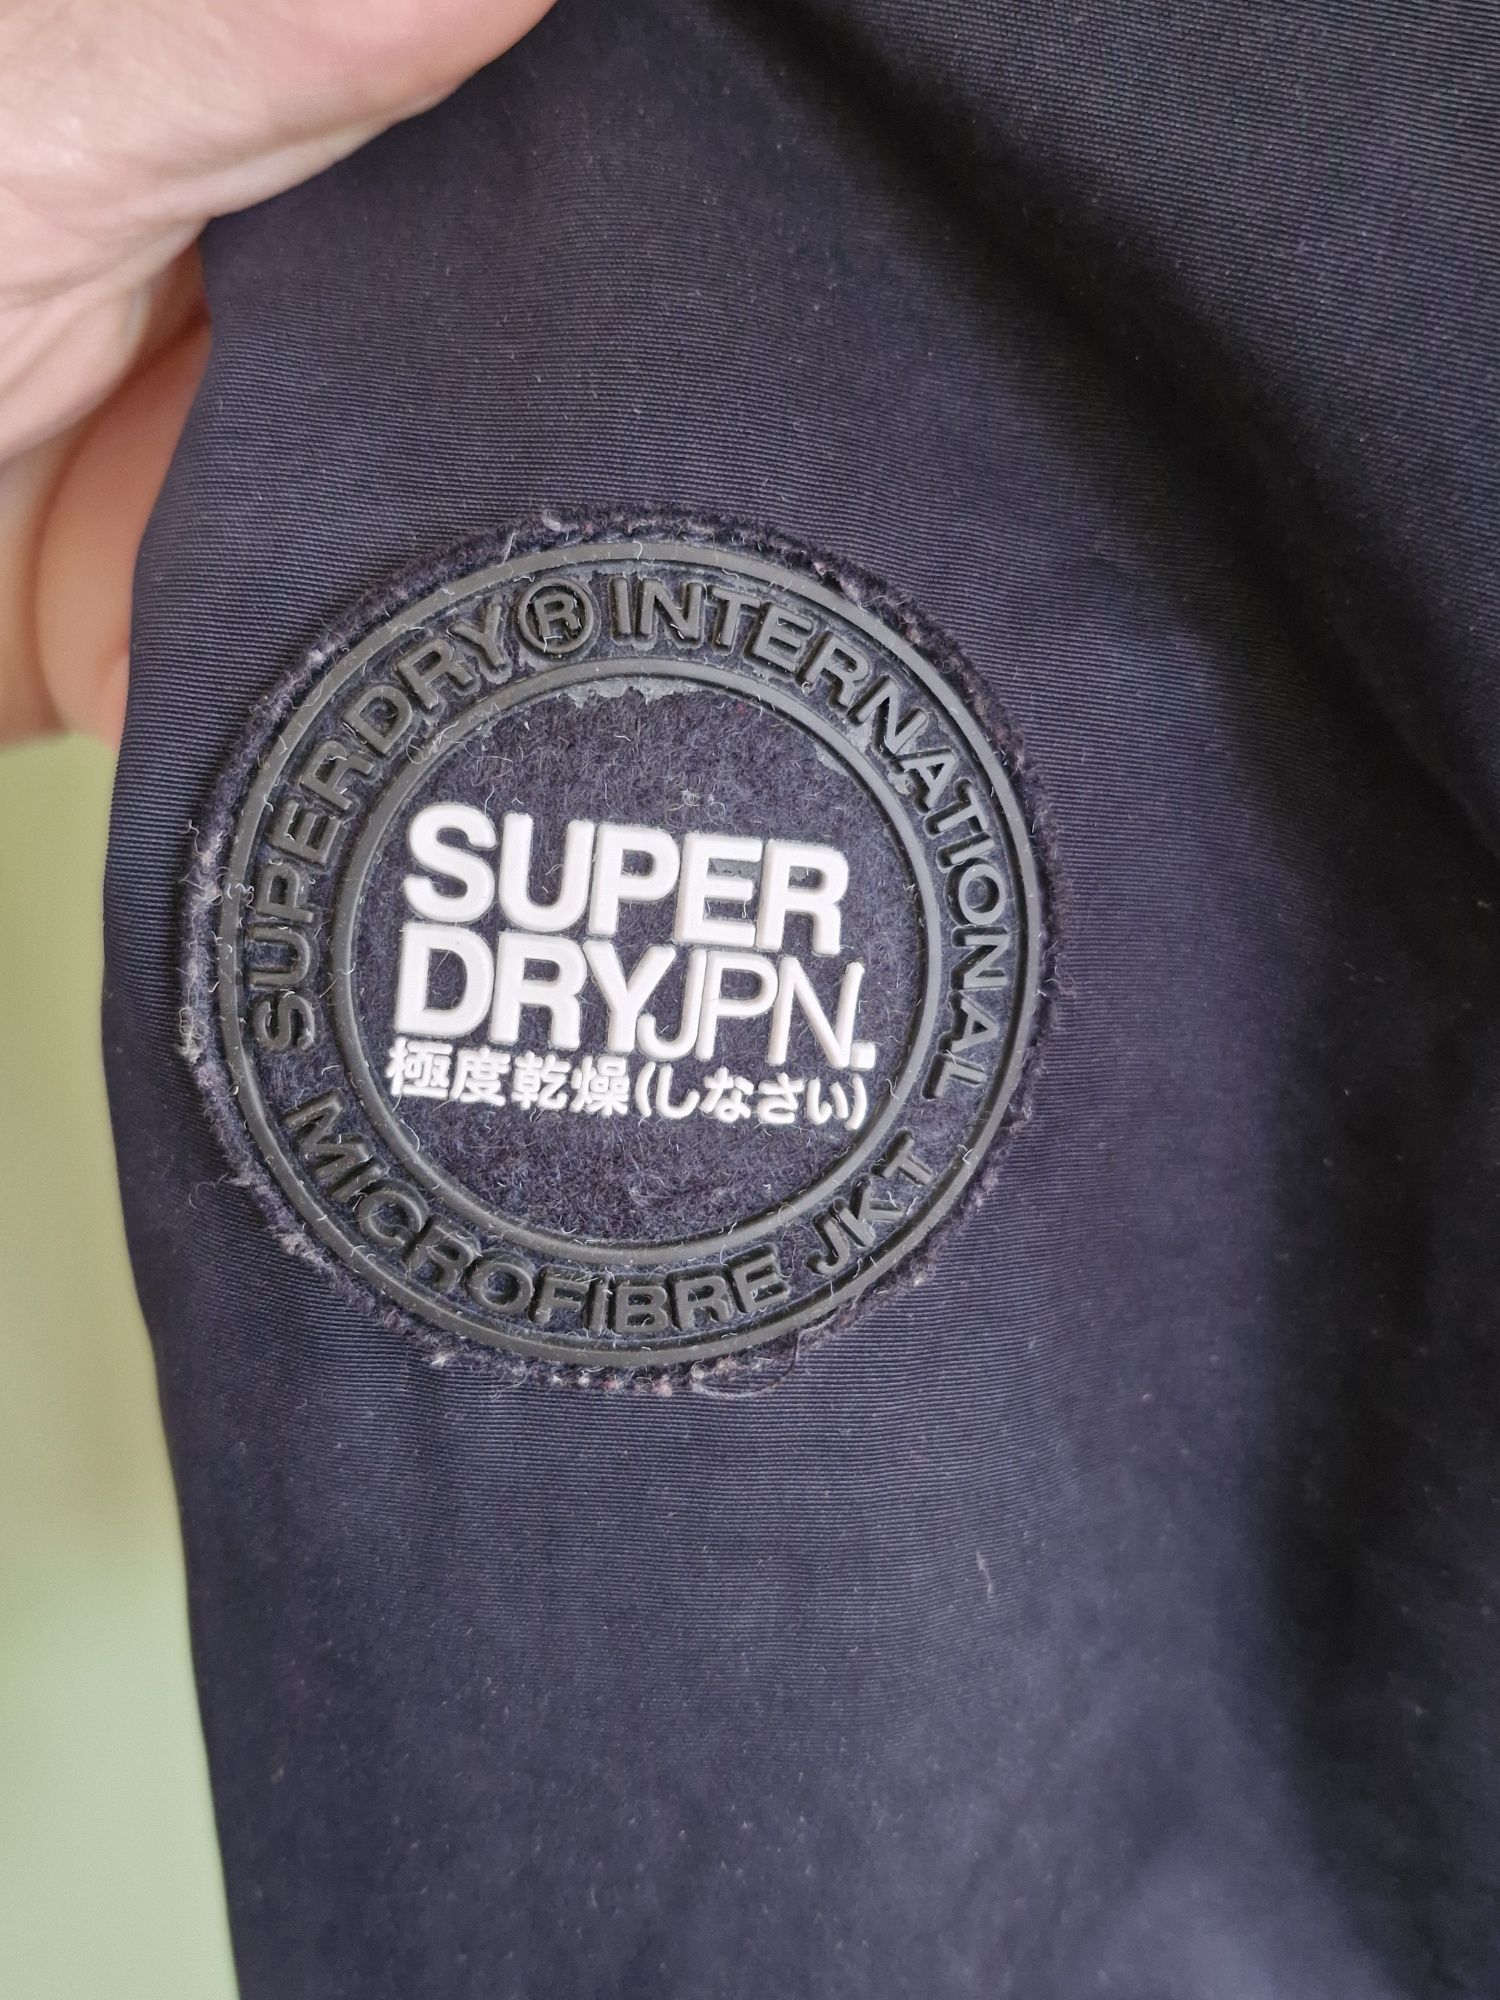 SUPERDRY® INTERNATIONAL
SUPER
DRYJPN.
極度乾燥(しなさい)
MICROFIBRE JKT